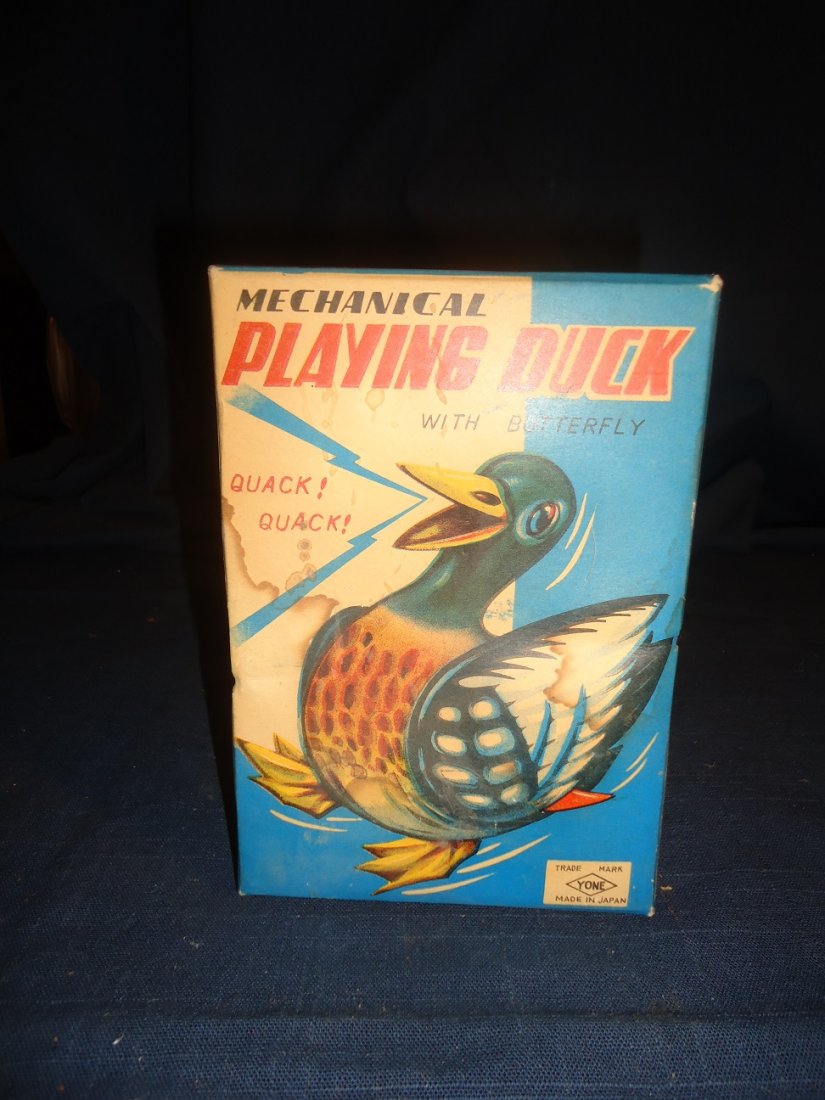 MECHANICAL
PLAYING DUCK
WITH BUTTERFLY
QUACK!
QUACK!
TRADE MARK
YONE
MADE IN JAPAN